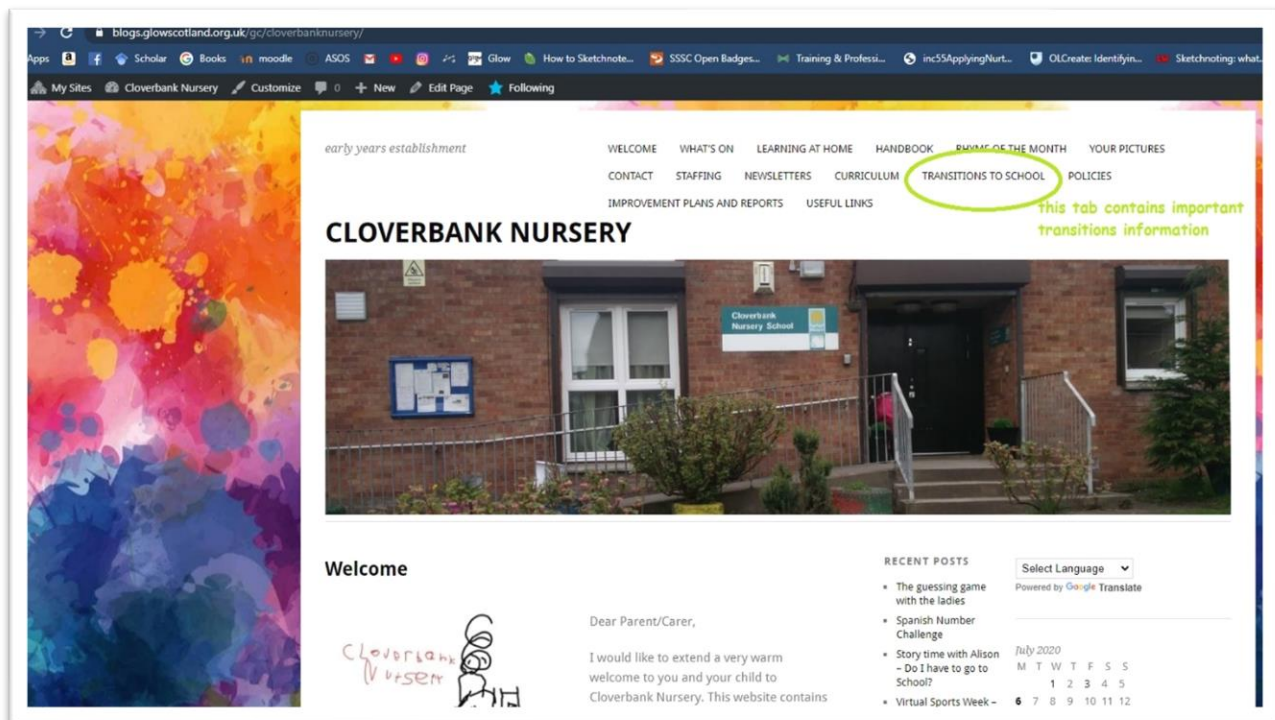 blogs.glowscotland.org.uk/gc/cloverbanknursery/
Apps Scholar Books moodle ASOS Glow How to Sketchnote... SSSC Open Badges... Training & Professi... inc55ApplyingNurt... OLCreate: Identifyin... Sketchnoting: what...
My Sites Cloverbank Nursery Customize 0 + New Edit Page Following
early years establishment
WELCOME WHAT'S ON LEARNING AT HOME HANDBOOK RHYME OF THE MONTH YOUR PICTURES
CONTACT STAFFING NEWSLETTERS CURRICULUM TRANSITIONS TO SCHOOL POLICIES
IMPROVEMENT PLANS AND REPORTS USEFUL LINKS
this tab contains important
transitions information
CLOVERBANK NURSERY
Cloverbank
Nursery School
Welcome
Cloverbank
Nursery
Dear Parent/Carer,
I would like to extend a very warm
welcome to you and your child to
Cloverbank Nursery. This website contains
RECENT POSTS
The guessing game
with the ladies
Spanish Number
Challenge
Story time with Alison
– Do I have to go to
School?
Virtual Sports Week –
Select Language
Powered by Google Translate
July 2020
M T W T F S S
1 2 3 4 5
6 7 8 9 10 11 12